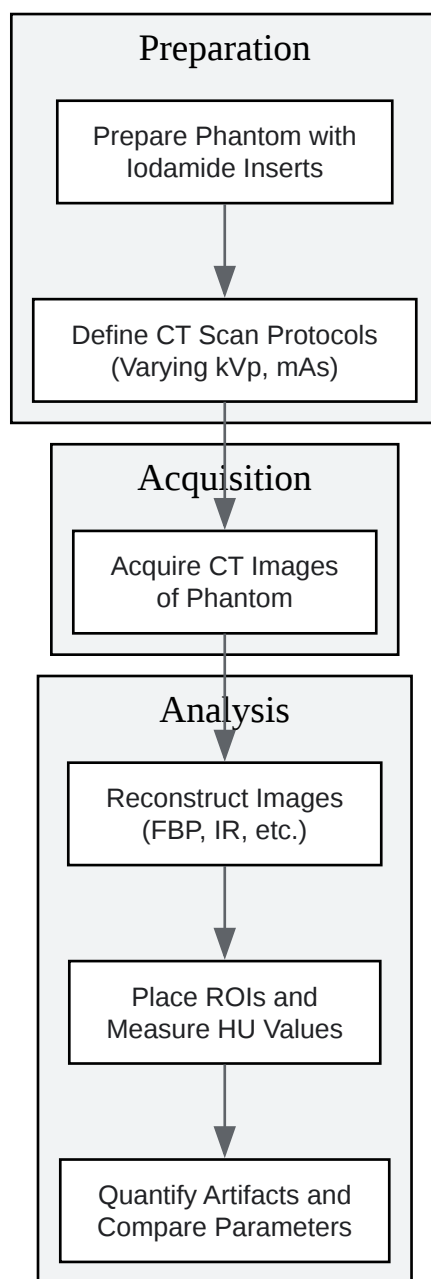 Preparation
Prepare Phantom with
Iodamide Inserts
Define CT Scan Protocols
(Varying kVp, mAs)
Acquisition
Acquire CT Images
of Phantom
Analysis
Reconstruct Images
(FBP, IR, etc.)
Place ROIs and
Measure HU Values
Quantify Artifacts and
Compare Parameters